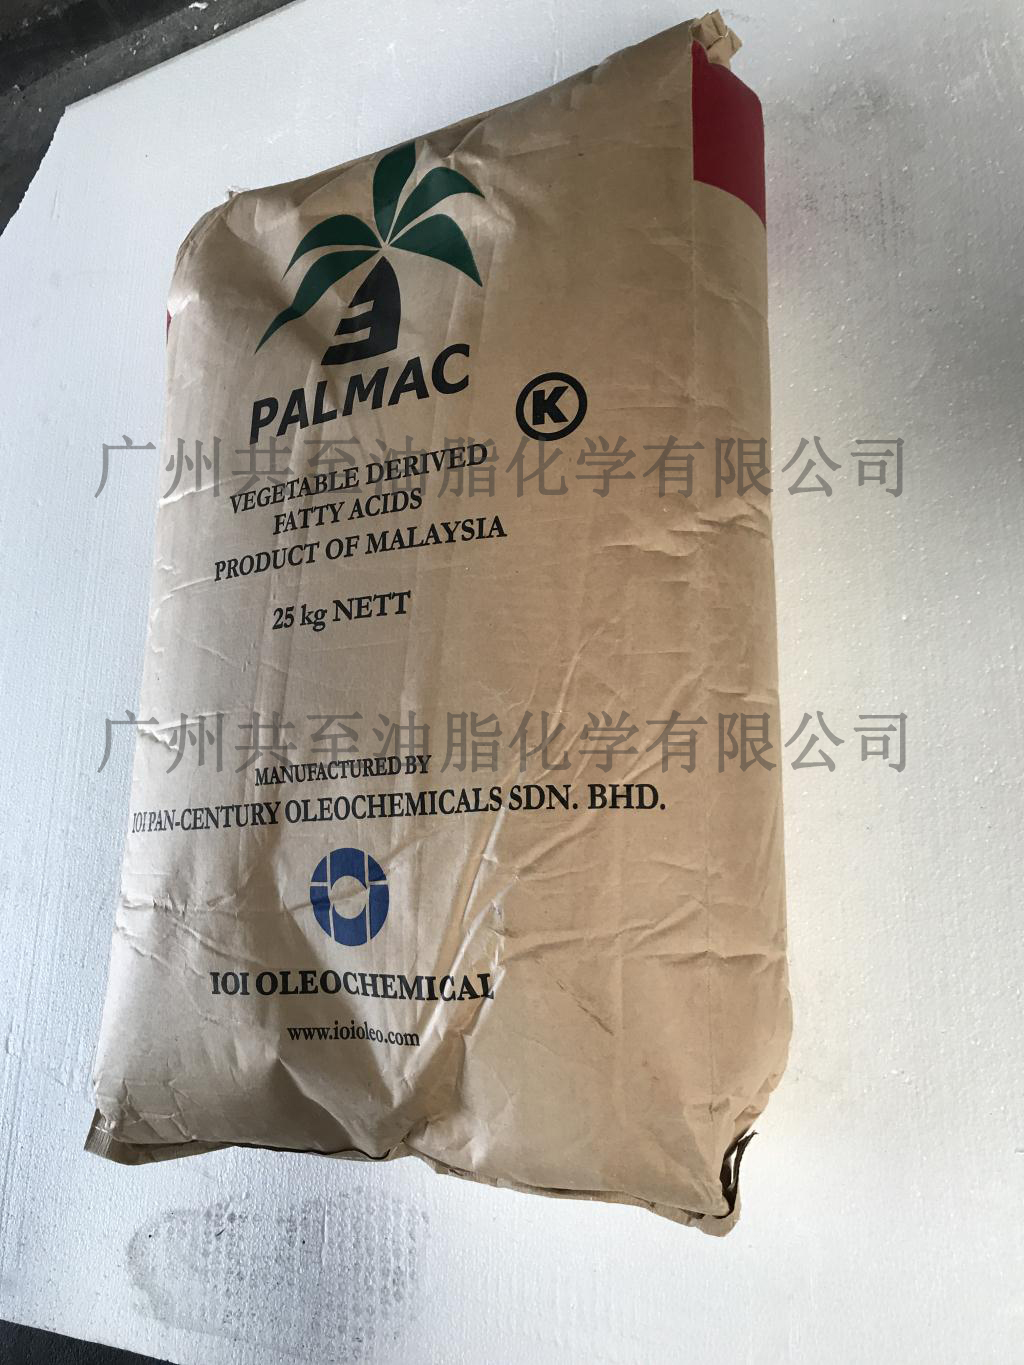 PALMAC
K
广州共至油脂化学有限公司
VEGETABLE DERIVED
FATTY ACIDS
PRODUCT OF MALAYSIA
25 kg NETT
广州共至油脂化学有限公司
MANUFACTURED BY
IOI PAN-CENTURY OLEOCHEMICALS SDN. BHD.
IOI OLEOCHEMICAL
www.ioioleo.com